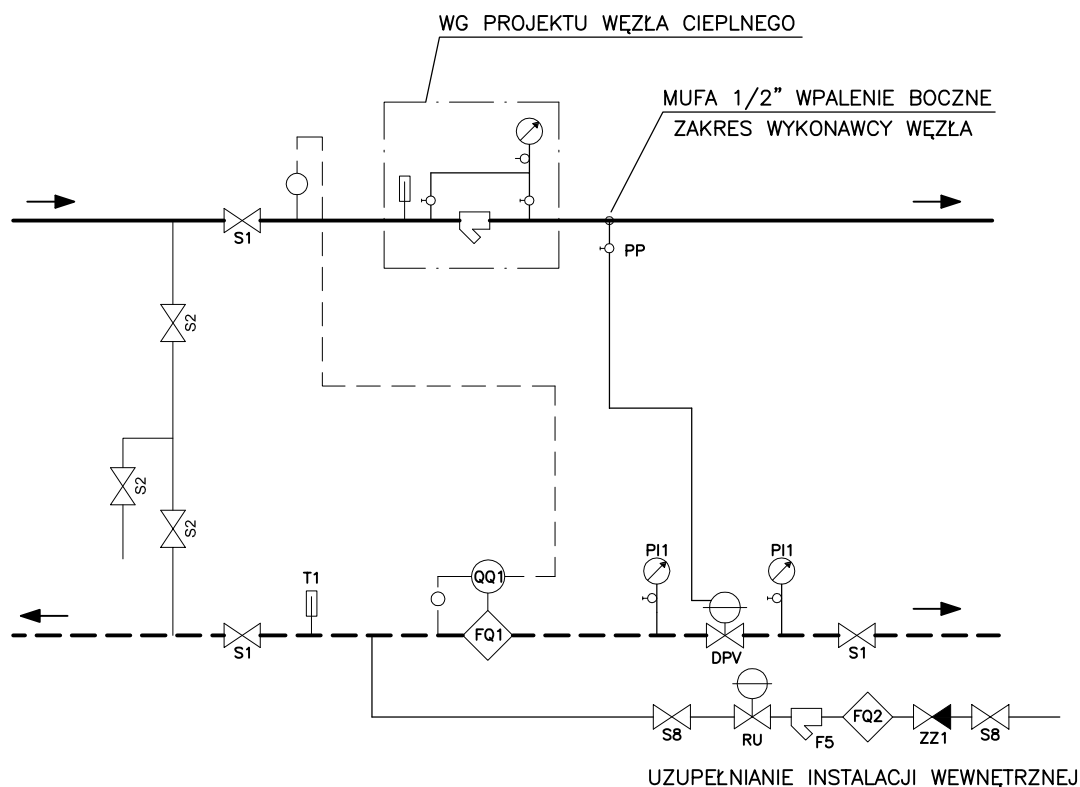 WG PROJEKTU WĘZŁA CIEPLNEGO
MUFA 1/2” WPALENIE BOCZNE
ZAKRES WYKONAWCY WĘZŁA
S1
PP
S2
S2
S2
T1
QQ1
PI1
PI1
FQ1
S1
DPV
S1
S8
RU
F5
FQ2
ZZ1
S8
UZUPEŁNIANIE INSTALACJI WEWNĘTRZNEJ